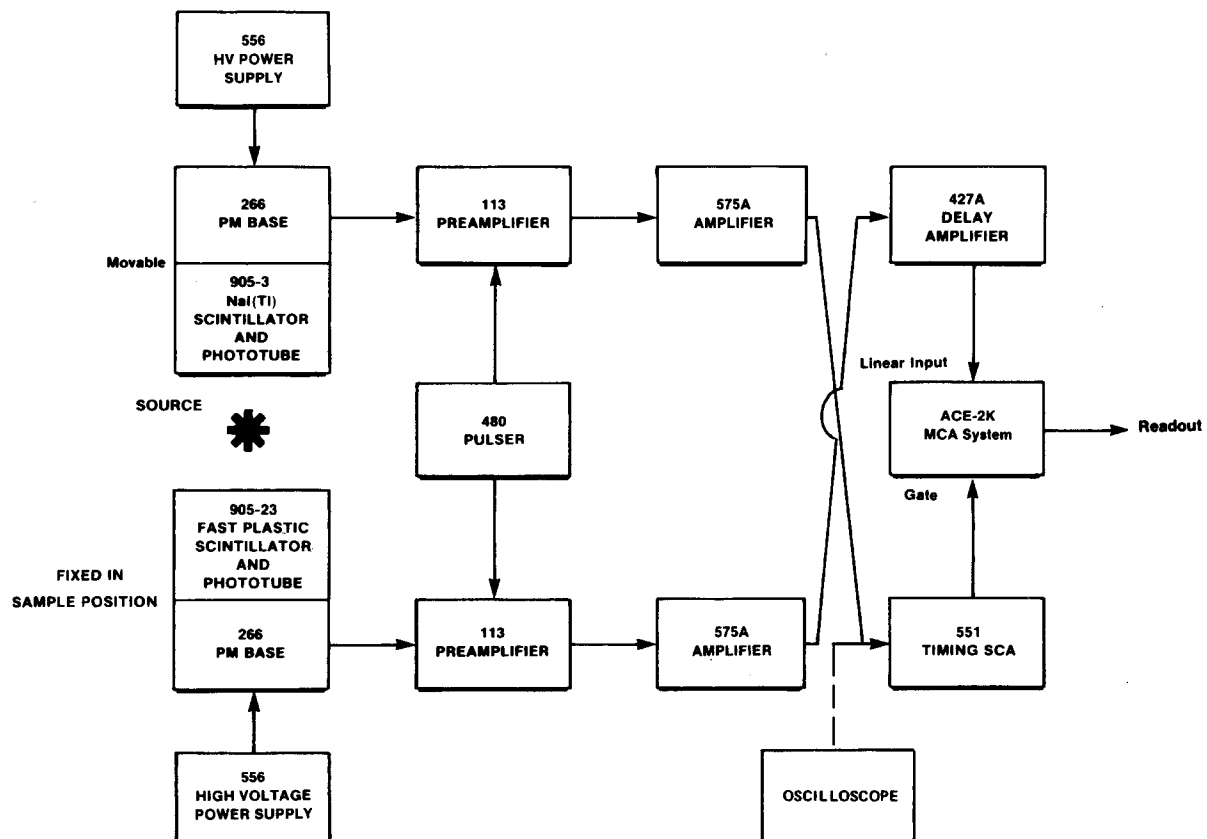 556
HV POWER
SUPPLY
266
PM BASE
Movable
905-3
NaI(Tl)
SCINTILLATOR
AND
PHOTOTUBE
113
PREAMPLIFIER
575A
AMPLIFIER
427A
DELAY
AMPLIFIER
SOURCE
480
PULSER
Linear Input
ACE-2K
MCA System
Readout
Gate
905-23
FAST PLASTIC
SCINTILLATOR
AND
PHOTOTUBE
FIXED IN
SAMPLE POSITION
266
PM BASE
113
PREAMPLIFIER
575A
AMPLIFIER
551
TIMING SCA
556
HIGH VOLTAGE
POWER SUPPLY
OSCILLOSCOPE